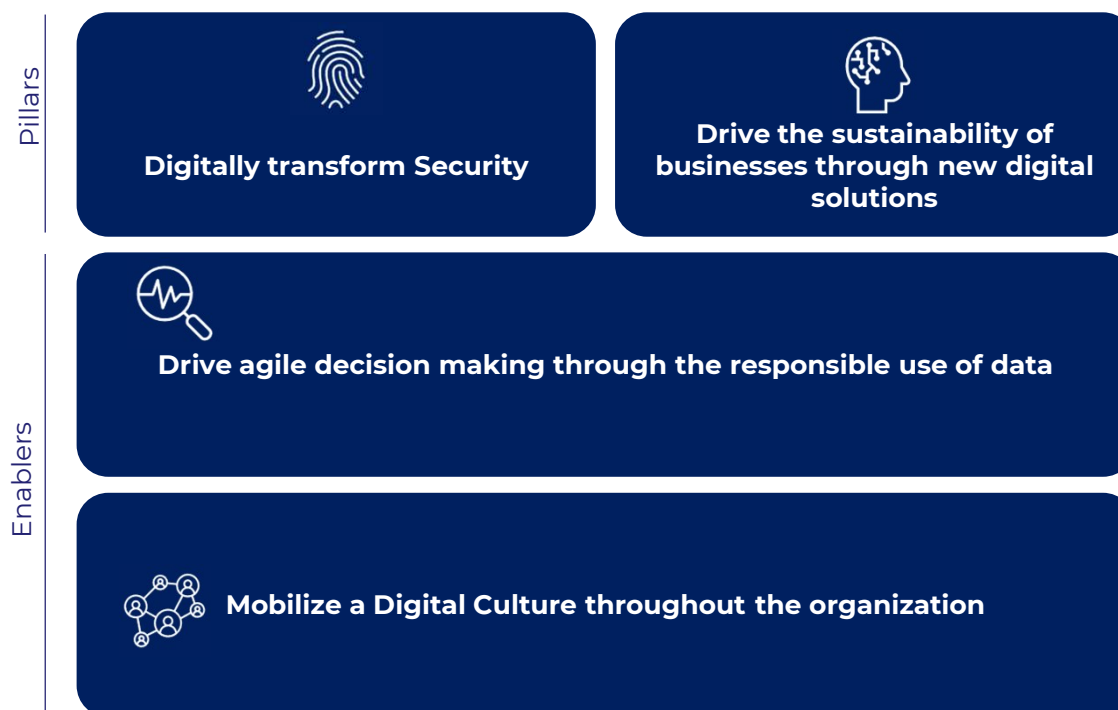 Pillars
Digitally transform Security
Drive the sustainability of
businesses through new digital
solutions
Enablers
Drive agile decision making through the responsible use of data
Mobilize a Digital Culture throughout the organization